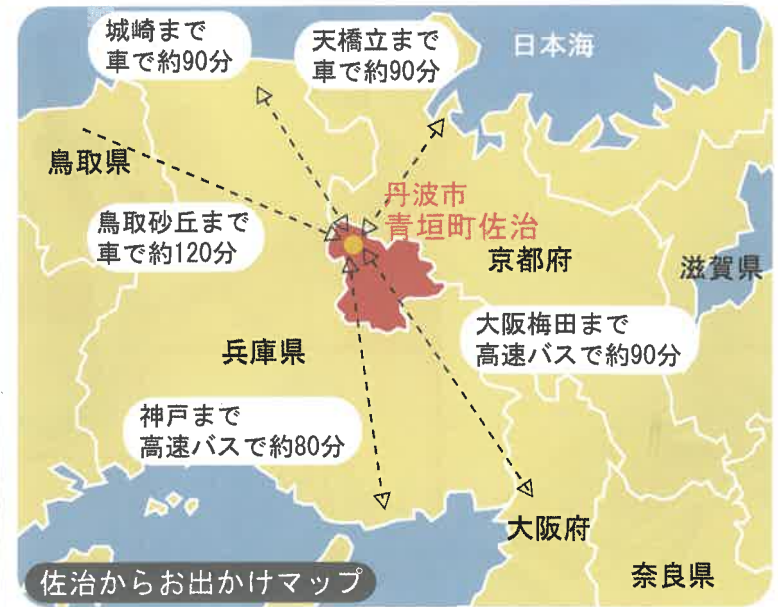 城崎まで
車で約90分
天橋立まで
車で約90分
日本海
鳥取県
丹波市
青垣町佐治
鳥取砂丘まで
車で約120分
京都府
滋賀県
大阪梅田まで
高速バスで約90分
兵庫県
神戸まで
高速バスで約80分
大阪府
奈良県
佐治からお出かけマップ